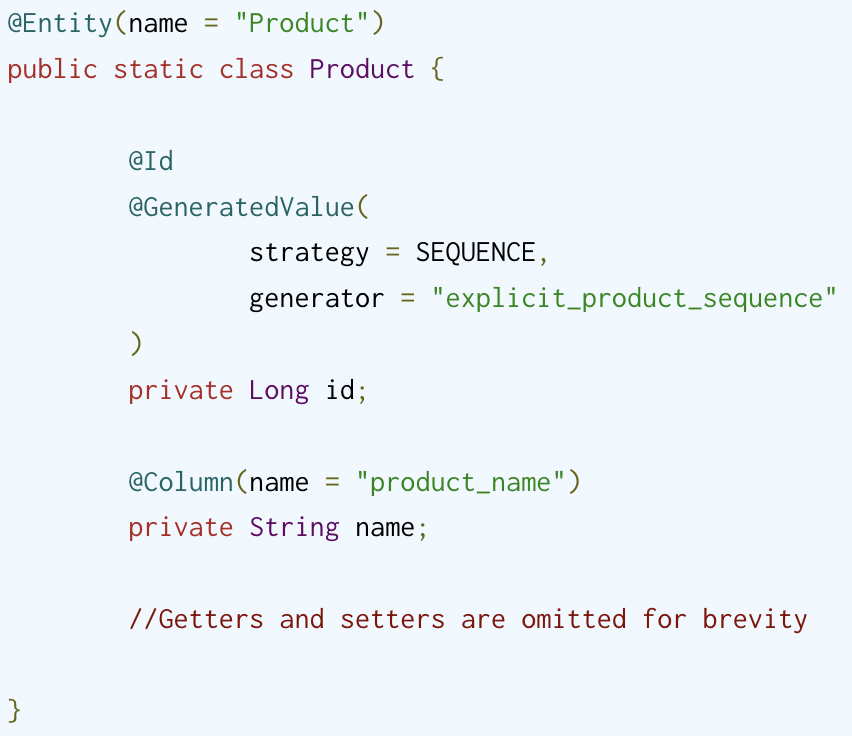 @Entity(name = "Product")
public static class Product {
@Id
@GeneratedValue(
strategy = SEQUENCE,
generator = "explicit_product_sequence"
)
private Long id;
@Column(name = "product_name")
private String name;
//Getters and setters are omitted for brevity
}